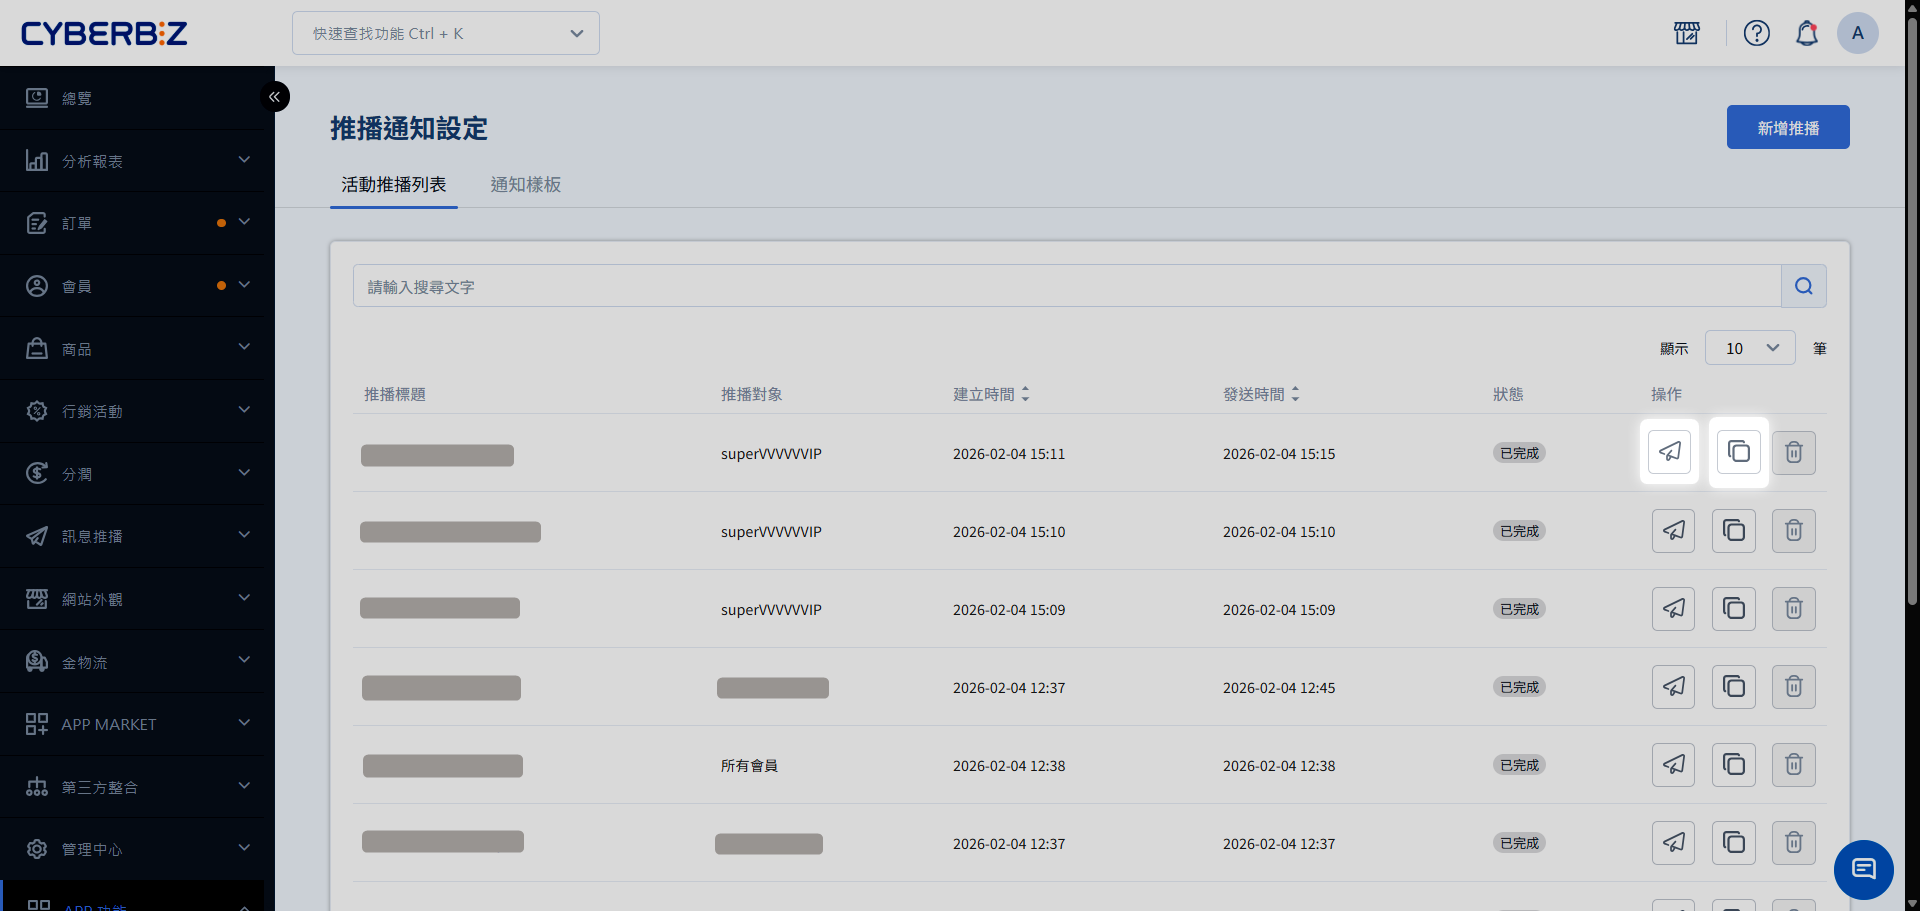 CYBERBIZ
快速查找功能 Ctrl + K
A
總覽
分析報表
訂單
會員
商品
行銷活動
分潤
訊息推播
網站外觀
金物流
APP MARKET
第三方整合
管理中心
APP 功能
推播通知設定
新增推播
活動推播列表
通知樣板
請輸入搜尋文字
顯示 10 筆
推播標題 推播對象 建立時間 發送時間 狀態 操作
superVVVVVVIP 2026-02-04 15:11 2026-02-04 15:15 已完成
superVVVVVVIP 2026-02-04 15:10 2026-02-04 15:10 已完成
superVVVVVVIP 2026-02-04 15:09 2026-02-04 15:09 已完成
2026-02-04 12:37 2026-02-04 12:45 已完成
所有會員 2026-02-04 12:38 2026-02-04 12:38 已完成
2026-02-04 12:37 2026-02-04 12:37 已完成